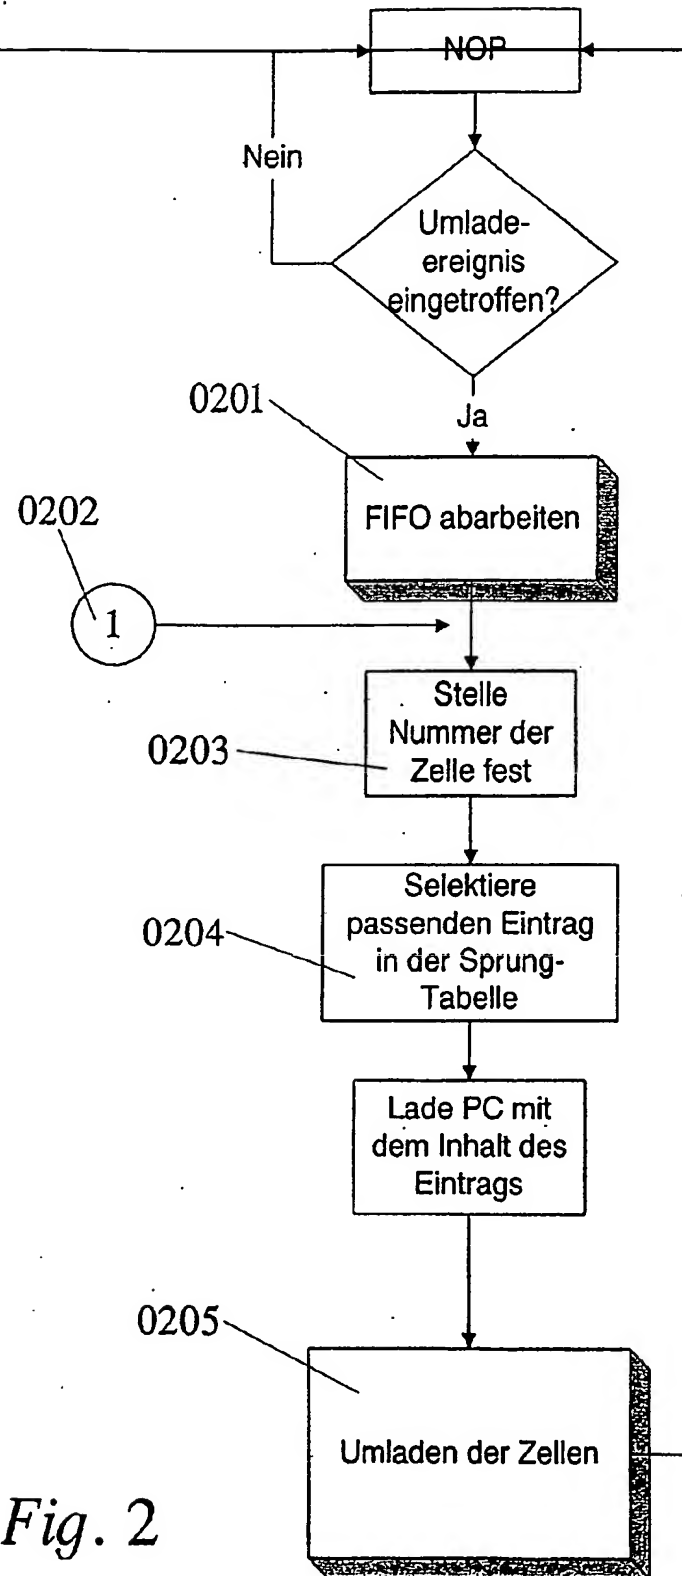 NOP
Nein
Umlade-
ereignis
eingetroffen?
0201
Ja
FIFO abarbeiten
0202
1
Stelle
Nummer der
Zelle fest
0203
Selektiere
passenden Eintrag
in der Sprung-
Tabelle
0204
Lade PC mit
dem Inhalt des
Eintrags
0205
Umladen der Zellen
Fig. 2